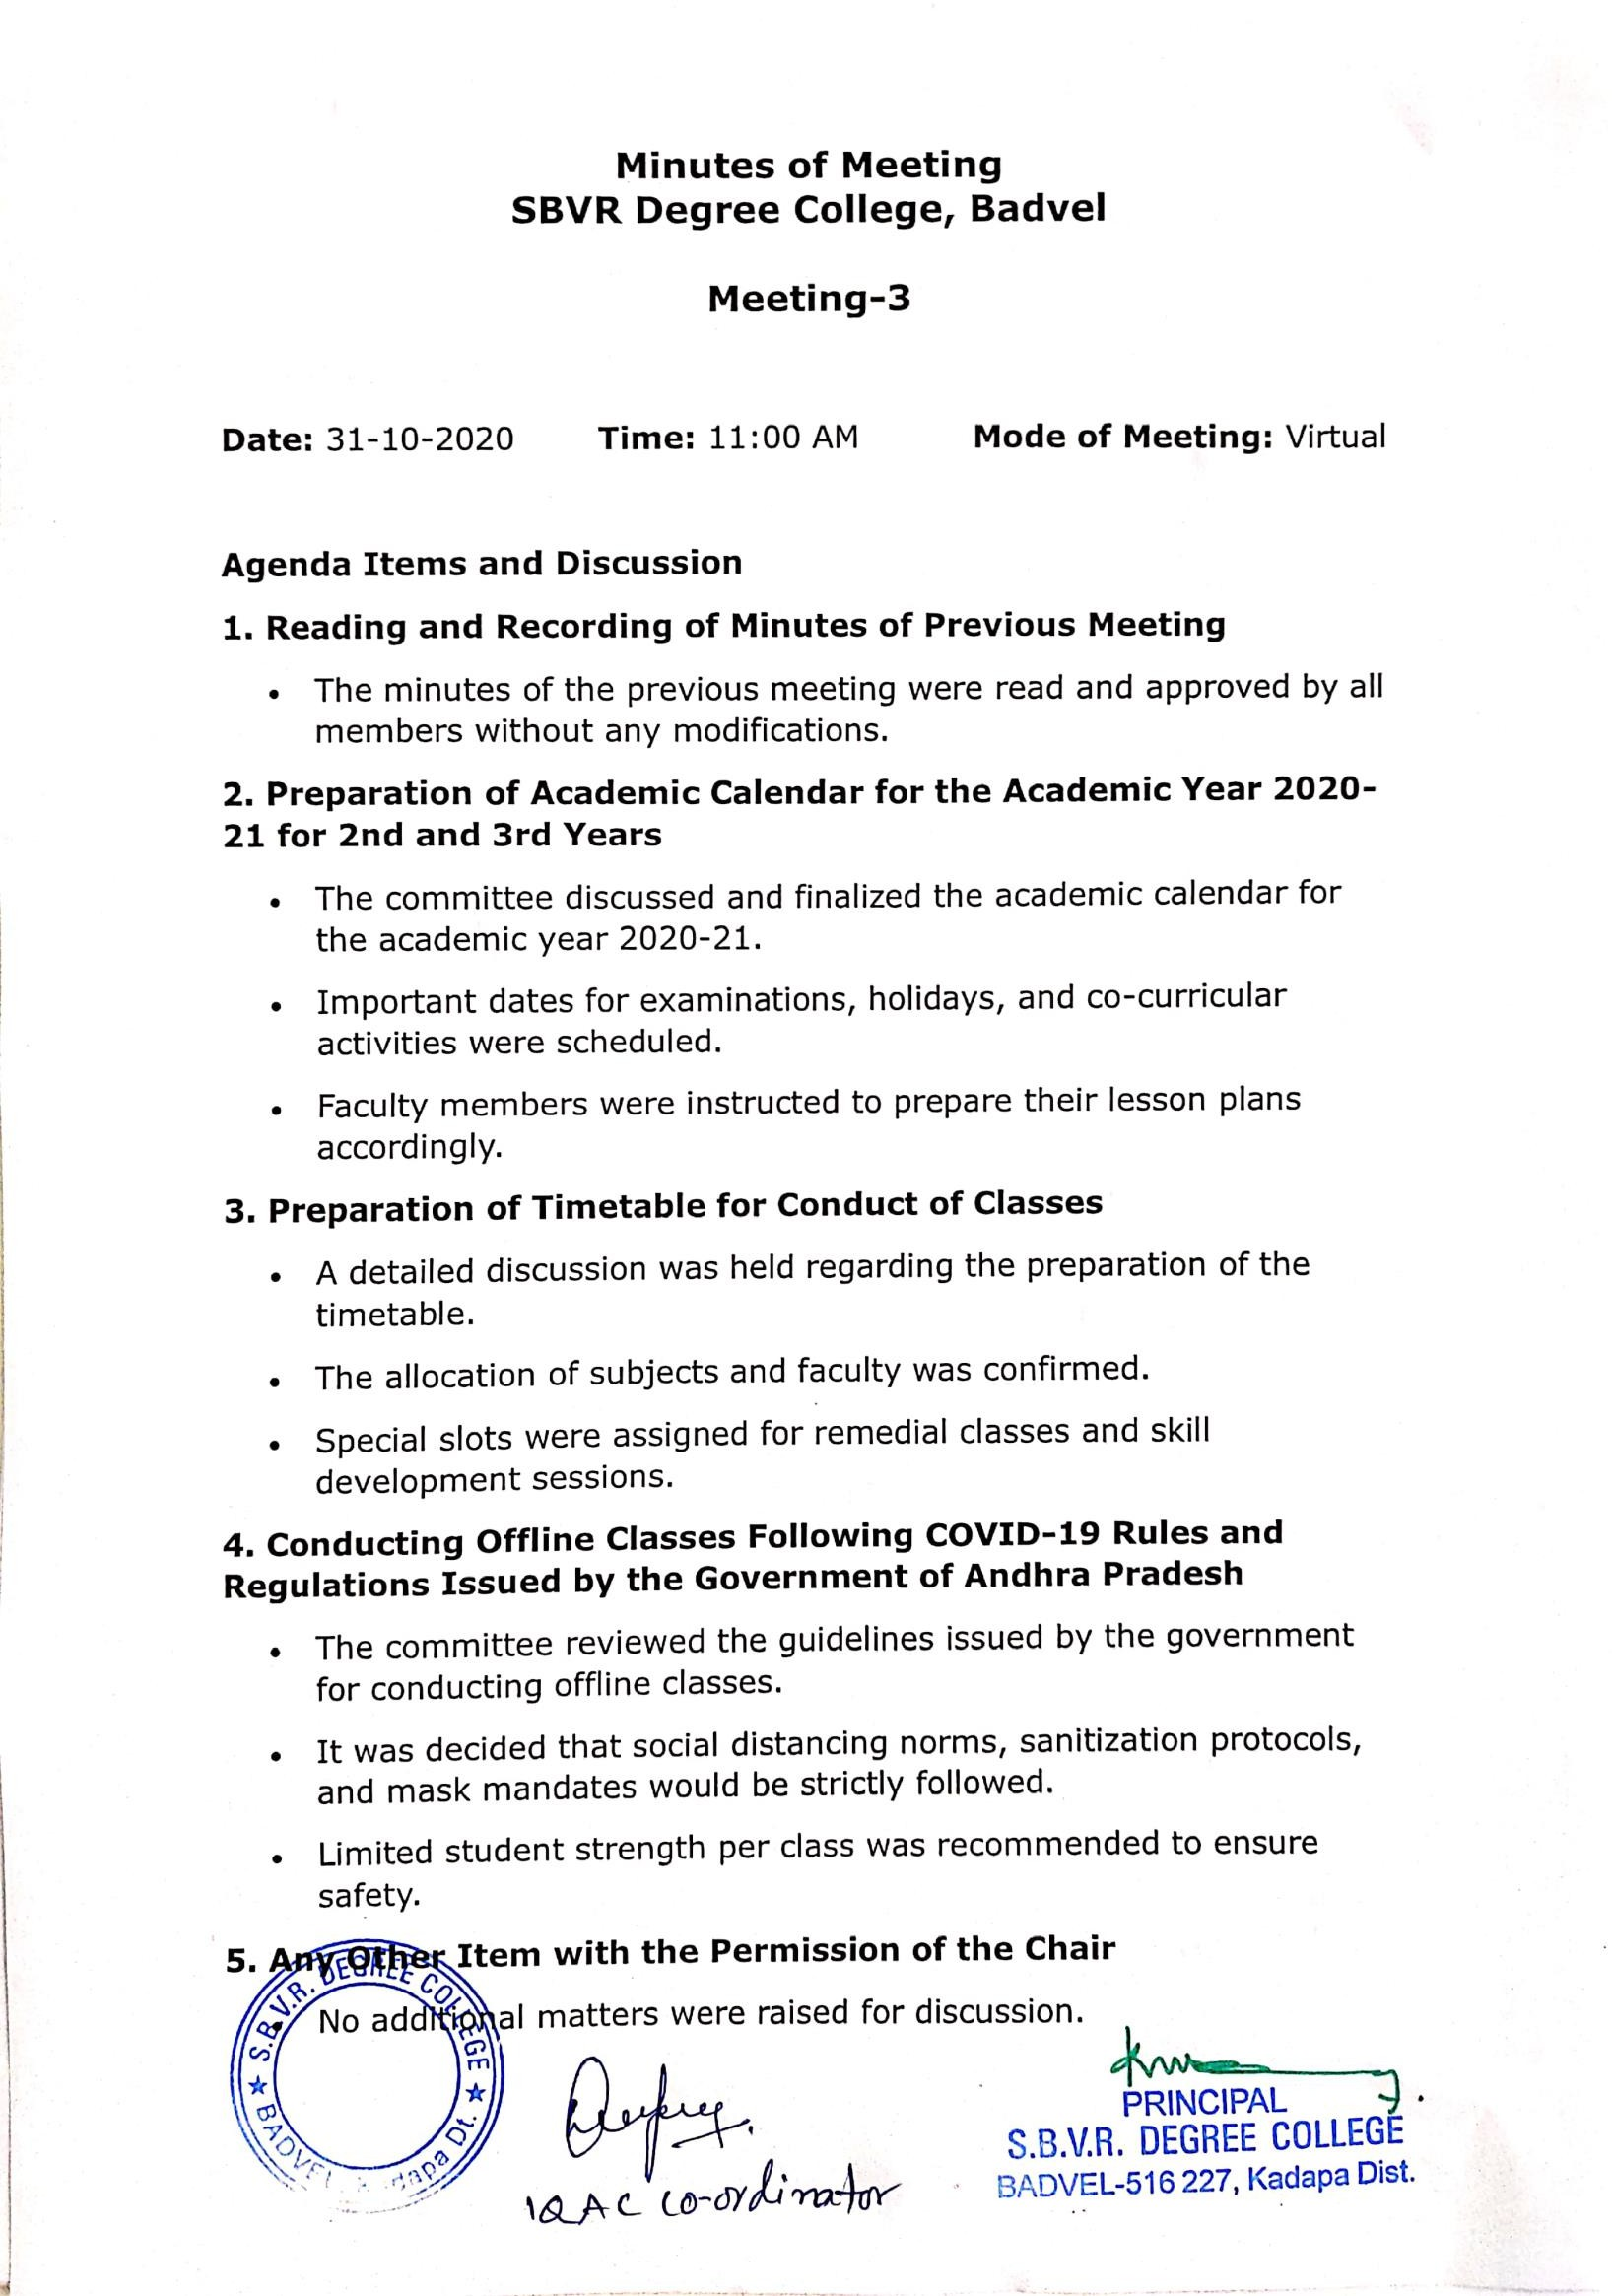 Minutes of Meeting
SBVR Degree College, Badvel
Meeting-3
Date: 31-10-2020 Time: 11:00 AM Mode of Meeting: Virtual
Agenda Items and Discussion
1. Reading and Recording of Minutes of Previous Meeting
• The minutes of the previous meeting were read and approved by all
members without any modifications.
2. Preparation of Academic Calendar for the Academic Year 2020-
21 for 2nd and 3rd Years
• The committee discussed and finalized the academic calendar for
the academic year 2020-21.
• Important dates for examinations, holidays, and co-curricular
activities were scheduled.
• Faculty members were instructed to prepare their lesson plans
accordingly.
3. Preparation of Timetable for Conduct of Classes
• A detailed discussion was held regarding the preparation of the
timetable.
• The allocation of subjects and faculty was confirmed.
• Special slots were assigned for remedial classes and skill
development sessions.
4. Conducting Offline Classes Following COVID-19 Rules and
Regulations Issued by the Government of Andhra Pradesh
• The committee reviewed the guidelines issued by the government
for conducting offline classes.
• It was decided that social distancing norms, sanitization protocols,
and mask mandates would be strictly followed.
• Limited student strength per class was recommended to ensure
safety.
5. Any Other Item with the Permission of the Chair
• No additional matters were raised for discussion.
S.B.V.R. DEGREE COLLEGE
★ BADVEL Dt. ★
IQAC co-ordinator
PRINCIPAL
S.B.V.R. DEGREE COLLEGE
BADVEL-516 227, Kadapa Dist.